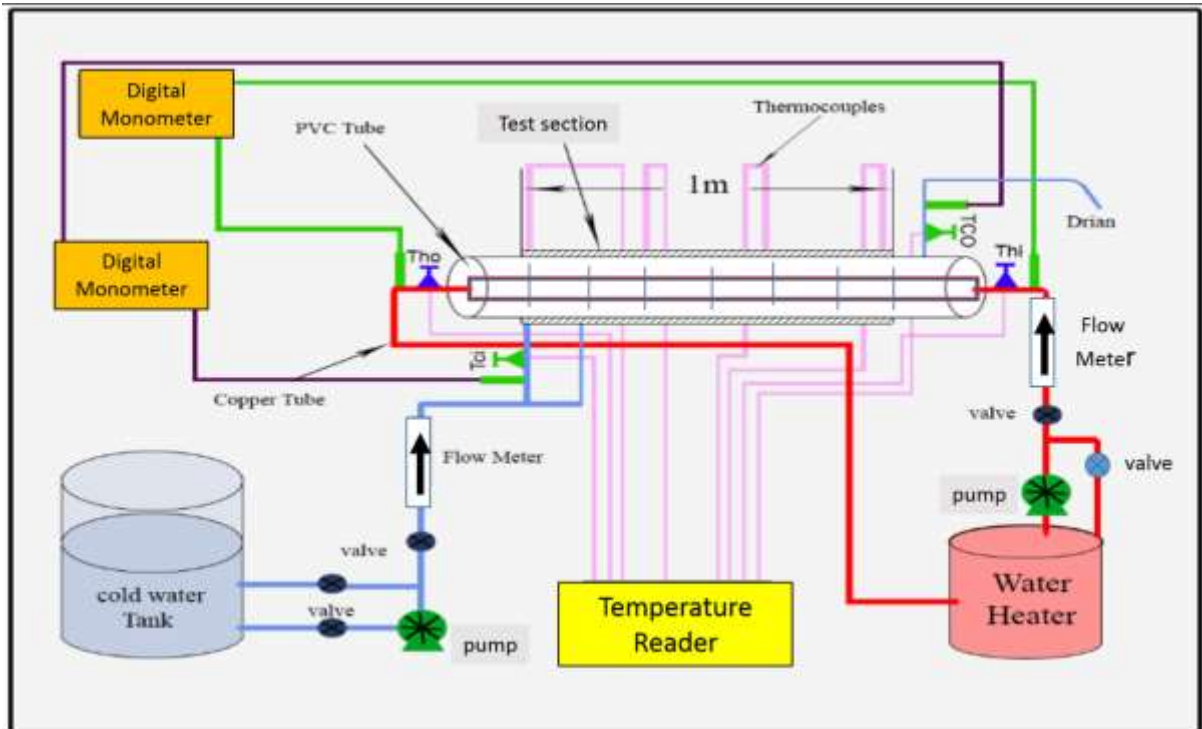 Digital
Monometer
PVC Tube
Test section
Thermocouples
1m
TCO
Drian
Tho
Thi
Digital
Monometer
Tci
Copper Tube
Flow
Meter
valve
Flow Meter
valve
pump
valve
cold water
Tank
valve
pump
Temperature
Reader
Water
Heater